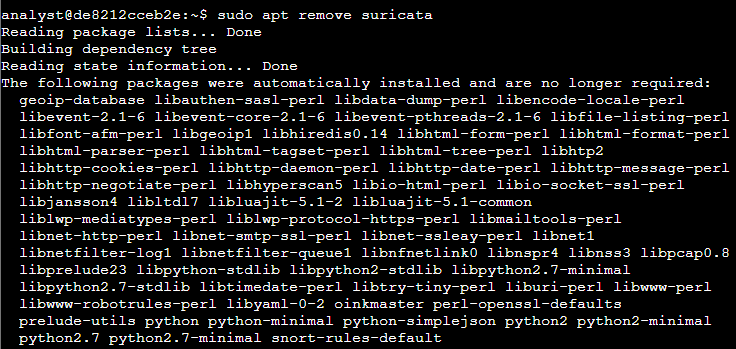 analyst@de8212cceb2e:~$ sudo apt remove suricata
Reading package lists... Done
Building dependency tree
Reading state information... Done
The following packages were automatically installed and are no longer required:
  geoip-database libauthen-sasl-perl libdata-dump-perl libencode-locale-perl
  libevent-2.1-6 libevent-core-2.1-6 libevent-pthreads-2.1-6 libfile-listing-perl
  libfont-afm-perl libgeoip1 libhiredis0.14 libhtml-form-perl libhtml-format-perl
  libhtml-parser-perl libhtml-tagset-perl libhtml-tree-perl libhtp2
  libhttp-cookies-perl libhttp-daemon-perl libhttp-date-perl libhttp-message-perl
  libhttp-negotiate-perl libhyperscan5 libio-html-perl libio-socket-ssl-perl
  libjansson4 libltdl7 libluajit-5.1-2 libluajit-5.1-common
  liblwp-mediatypes-perl liblwp-protocol-https-perl libmailtools-perl
  libnet-http-perl libnet-smtp-ssl-perl libnet-ssleay-perl libnet1
  libnetfilter-log1 libnetfilter-queue1 libnfnetlink0 libnspr4 libnss3 libpcap0.8
  libprelude23 libpython-stdlib libpython2-stdlib libpython2.7-minimal
  libpython2.7-stdlib libtimedate-perl libtry-tiny-perl liburi-perl libwww-perl
  libwww-robotrules-perl libyaml-0-2 oinkmaster perl-openssl-defaults
  prelude-utils python python-minimal python-simplejson python2 python2-minimal
  python2.7 python2.7-minimal snort-rules-default